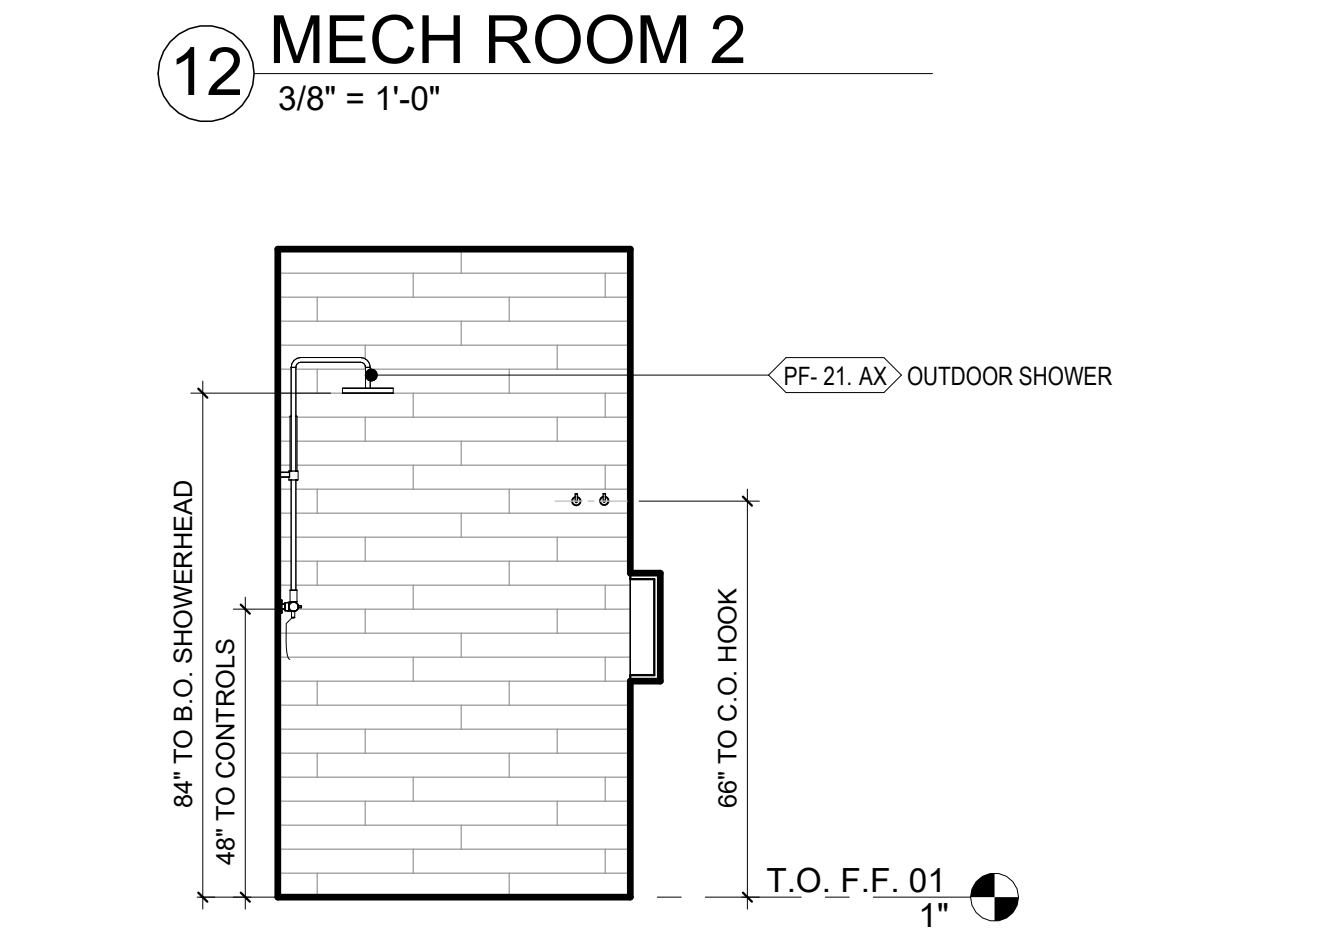 12
MECH ROOM 2
3/8" = 1'-0"
PF- 21. AX
OUTDOOR SHOWER
84" TO B.O. SHOWERHEAD
48" TO CONTROLS
66" TO C.O. HOOK
T.O. F.F. 01
1"